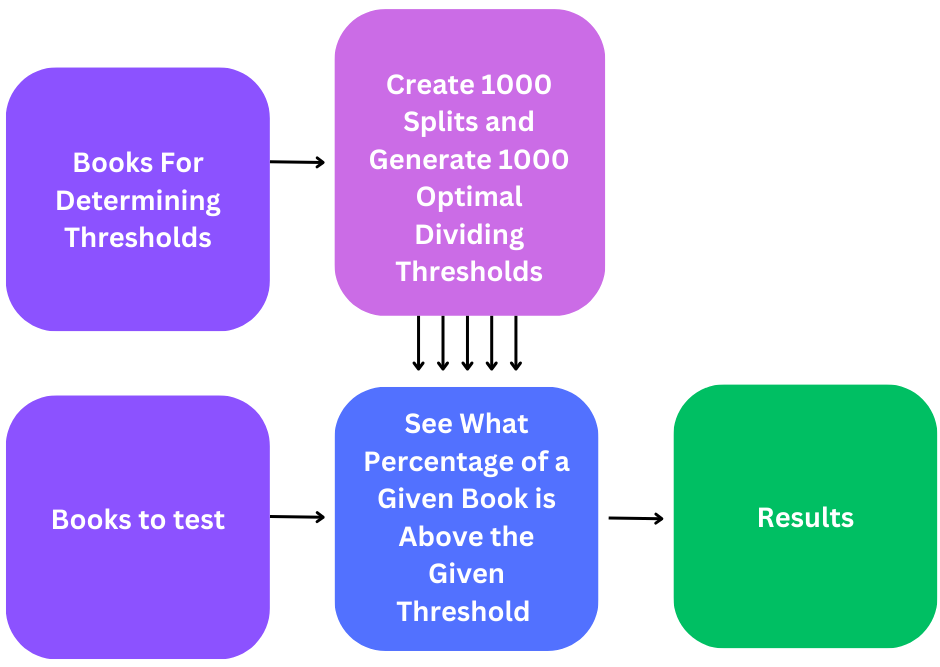 Books For
Determining
Thresholds
Create 1000
Splits and
Generate 1000
Optimal
Dividing
Thresholds
Books to test
See What
Percentage of a
Given Book is
Above the
Given
Threshold
Results